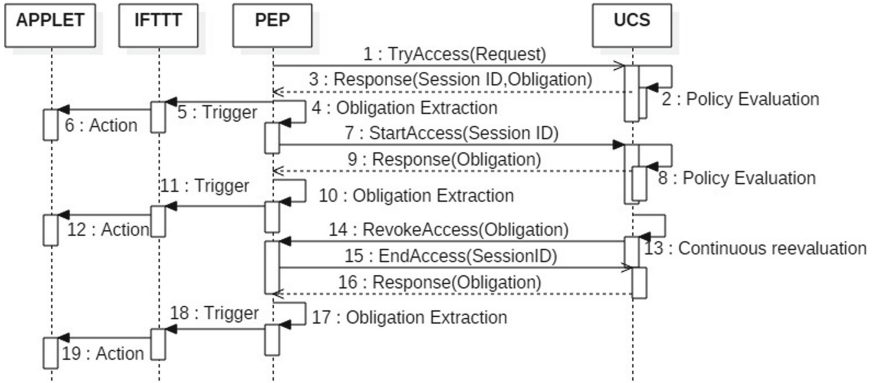 APPLET
IFTTT
PEP
UCS
1 : TryAccess(Request)
3 : Response(Session ID,Obligation)
2 : Policy Evaluation
5 : Trigger
4 : Obligation Extraction
6 : Action
7 : StartAccess(Session ID)
9 : Response(Obligation)
8 : Policy Evaluation
11 : Trigger
10 : Obligation Extraction
12 : Action
14 : RevokeAccess(Obligation)
13 : Continuous reevaluation
15 : EndAccess(SessionID)
16 : Response(Obligation)
18 : Trigger
17 : Obligation Extraction
19 : Action